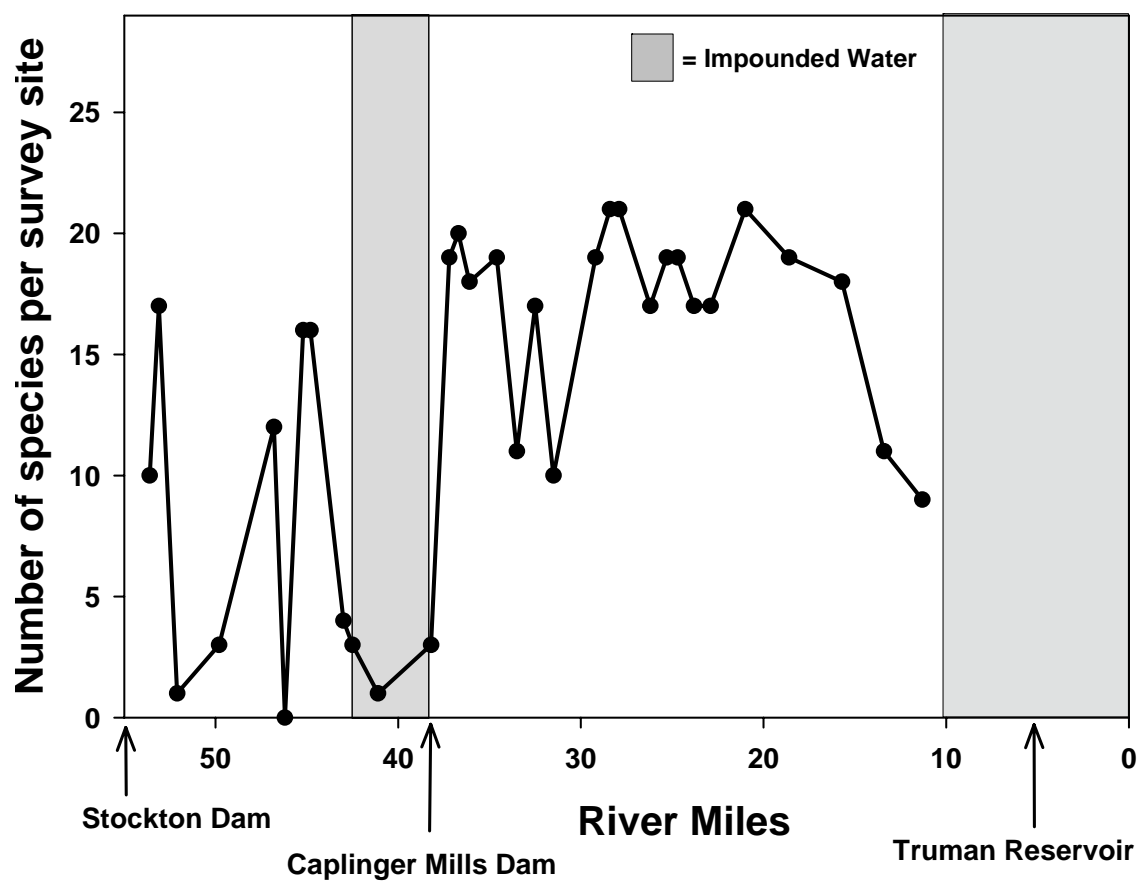 = Impounded Water
Number of species per survey site
25
20
15
10
5
0
50
40
30
20
10
0
River Miles
Stockton Dam
Caplinger Mills Dam
Truman Reservoir